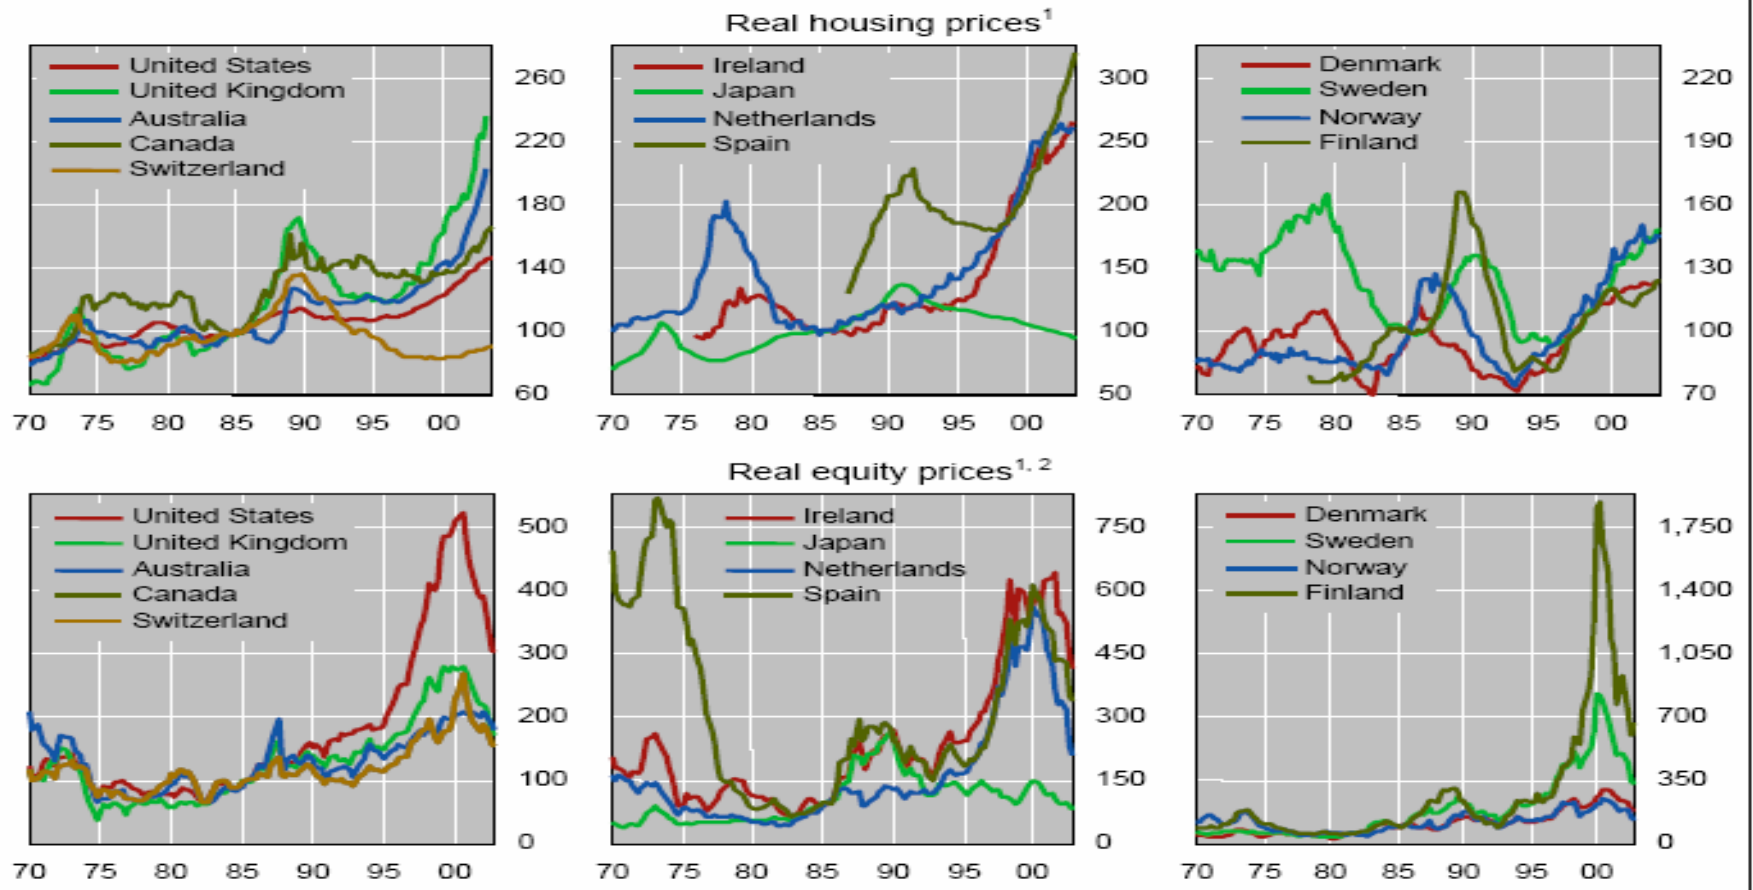 Real housing prices¹
United States
United Kingdom
Australia
Canada
Switzerland
260
220
180
140
100
60
70 75 80 85 90 95 00
Ireland
Japan
Netherlands
Spain
300
250
200
150
100
50
70 75 80 85 90 95 00
Denmark
Sweden
Norway
Finland
220
190
160
130
100
70
70 75 80 85 90 95 00
Real equity prices¹, ²
United States
United Kingdom
Australia
Canada
Switzerland
500
400
300
200
100
0
70 75 80 85 90 95 00
Ireland
Japan
Netherlands
Spain
750
600
450
300
150
0
70 75 80 85 90 95 00
Denmark
Sweden
Norway
Finland
1,750
1,400
1,050
700
350
0
70 75 80 85 90 95 00